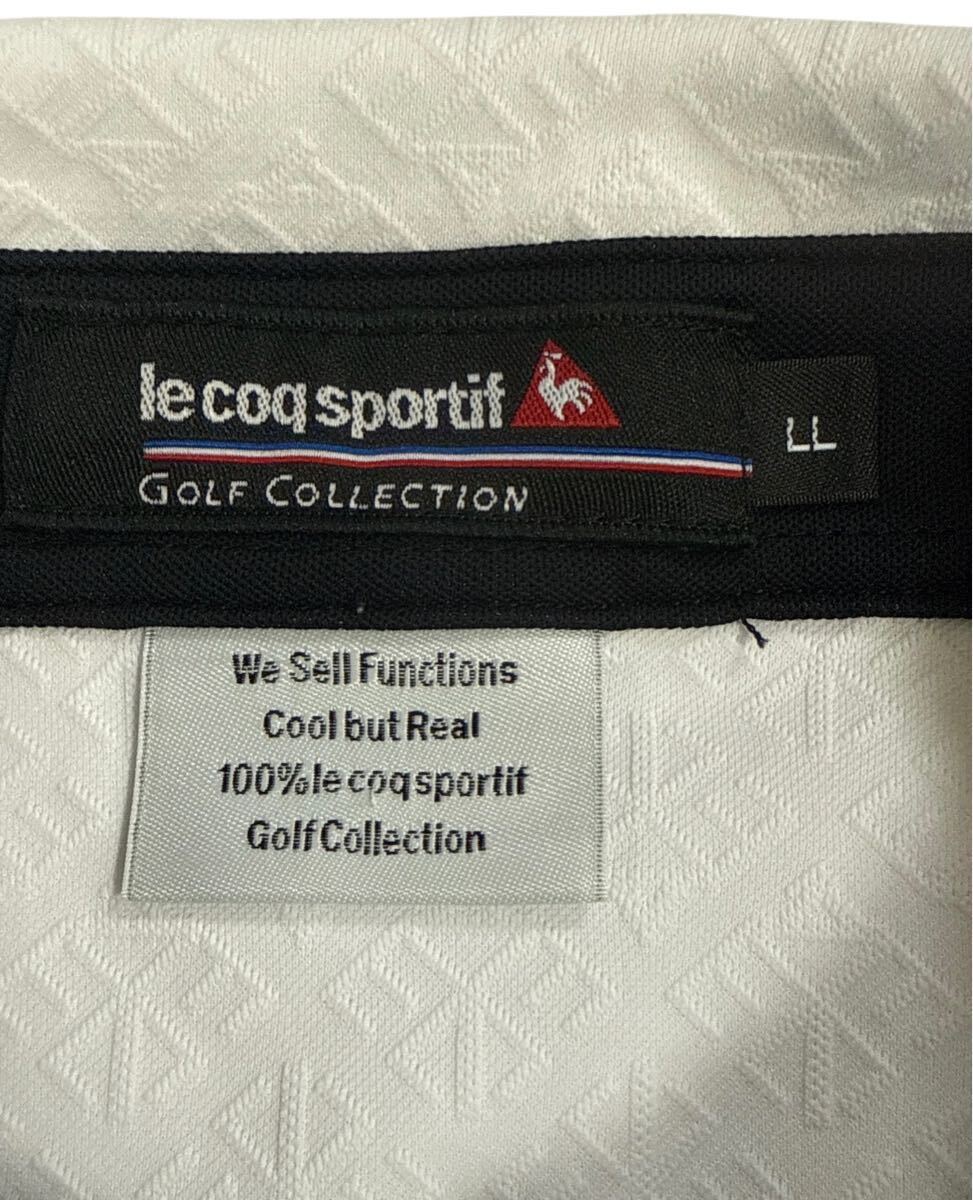 le coq sportif
LL
GOLF COLLECTION
We Sell Functions
Cool but Real
100% le coq sportif
Golf Collection